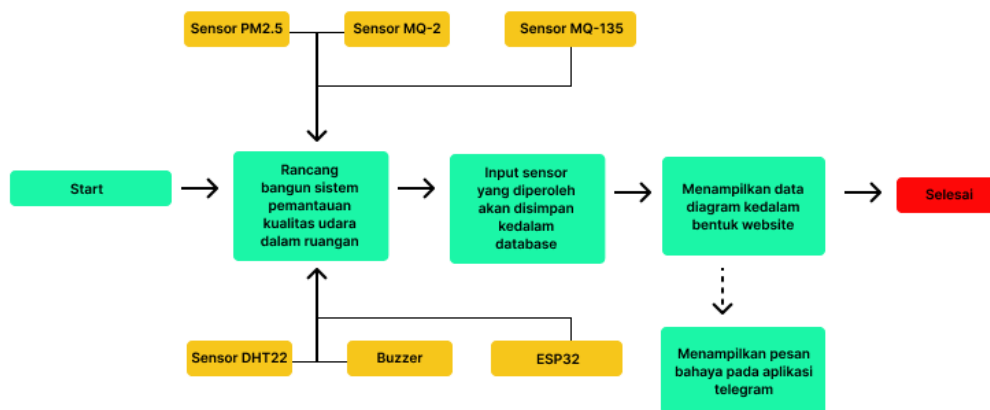 Sensor PM2.5
Sensor MQ-2
Sensor MQ-135
Start
Rancang
bangun sistem
pemantauan
kualitas udara
dalam ruangan
Input sensor
yang diperoleh
akan disimpan
kedalam
database
Menampilkan data
diagram kedalam
bentuk website
Selesai
Sensor DHT22
Buzzer
ESP32
Menampilkan pesan
bahaya pada aplikasi
telegram